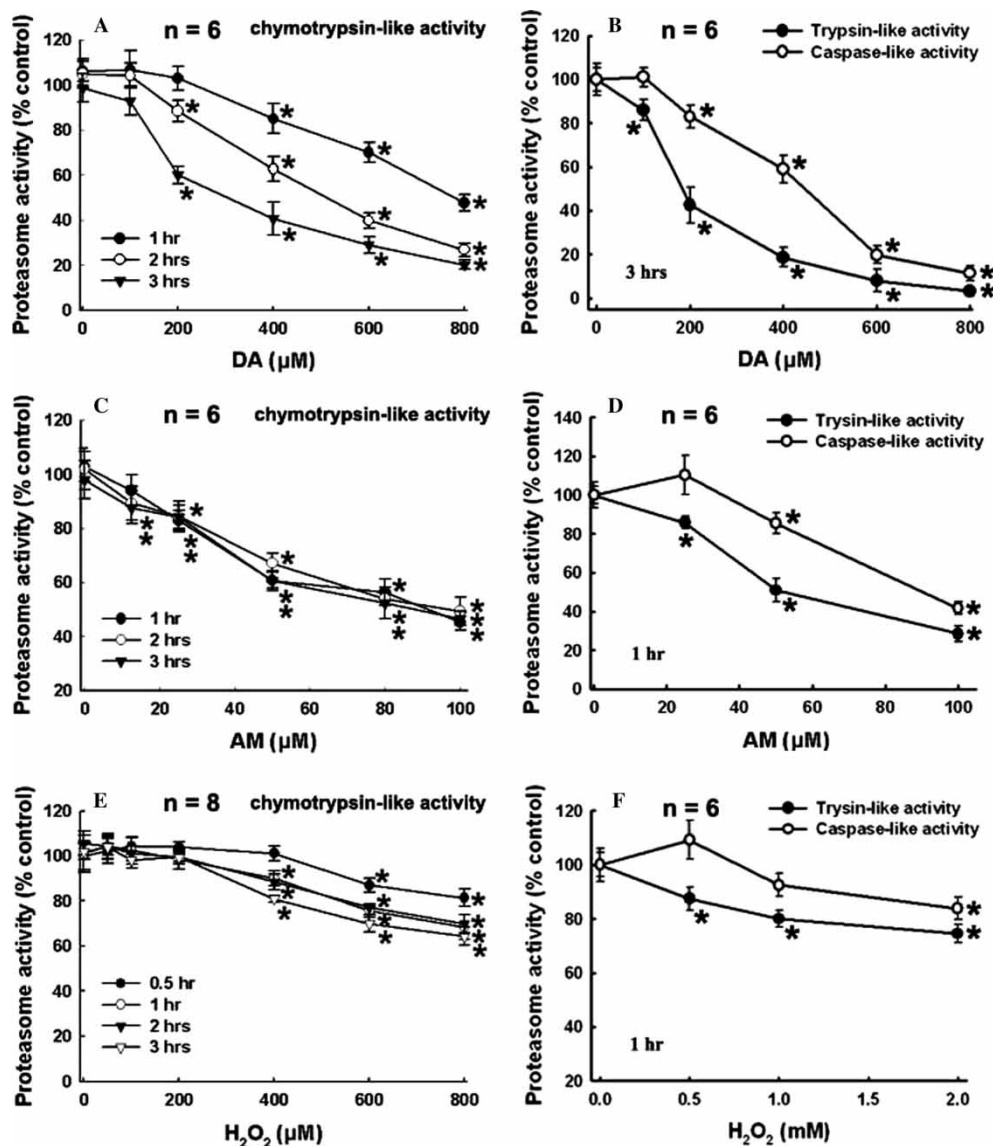 A
n = 6
chymotrypsin-like activity
Proteasome activity (% control)
120
100
80
60
40
20
0
* * * *
* * * *
* * * *
1 hr
2 hrs
3 hrs
0 200 400 600 800
DA (µM)
B
n = 6
Trypsin-like activity
Caspase-like activity
Proteasome activity (% control)
120
100
80
60
40
20
0
* * * *
* * * * *
3 hrs
0 200 400 600 800
DA (µM)
C
n = 6
chymotrypsin-like activity
Proteasome activity (% control)
120
100
80
60
40
20
* * * *
* * * * *
* * * * *
1 hr
2 hrs
3 hrs
0 20 40 60 80 100
AM (µM)
D
n = 6
Trysin-like activity
Caspase-like activity
Proteasome activity (% control)
140
120
100
80
60
40
20
0
* *
* * *
1 hr
0 20 40 60 80 100
AM (µM)
E
n = 8
chymotrypsin-like activity
Proteasome activity (% control)
120
100
80
60
40
20
0
* * *
* * *
* * *
* *
0.5 hr
1 hr
2 hrs
3 hrs
0 200 400 600 800
H₂O₂ (µM)
F
n = 6
Trysin-like activity
Caspase-like activity
Proteasome activity (% control)
120
100
80
60
40
20
*
* * *
1 hr
0.0 0.5 1.0 1.5 2.0
H₂O₂ (mM)